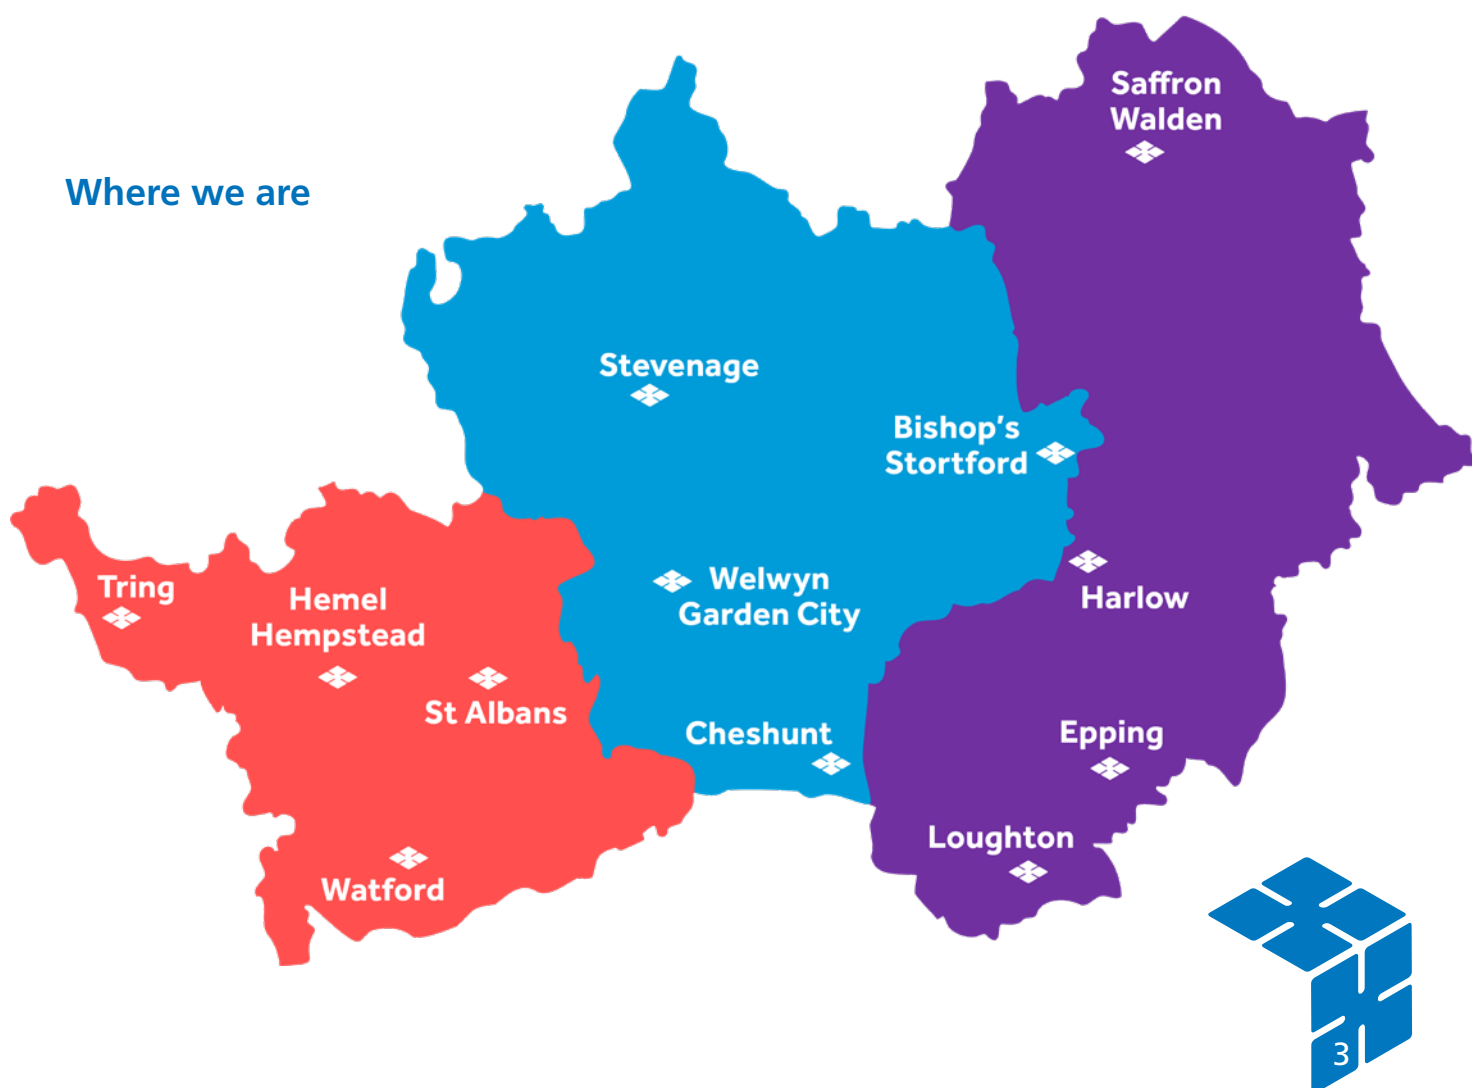 Where we are
Saffron
Walden
Stevenage
Bishop's
Stortford
Tring
Hemel
Hempstead
Welwyn
Garden City
Harlow
St Albans
Cheshunt
Epping
Loughton
Watford
3